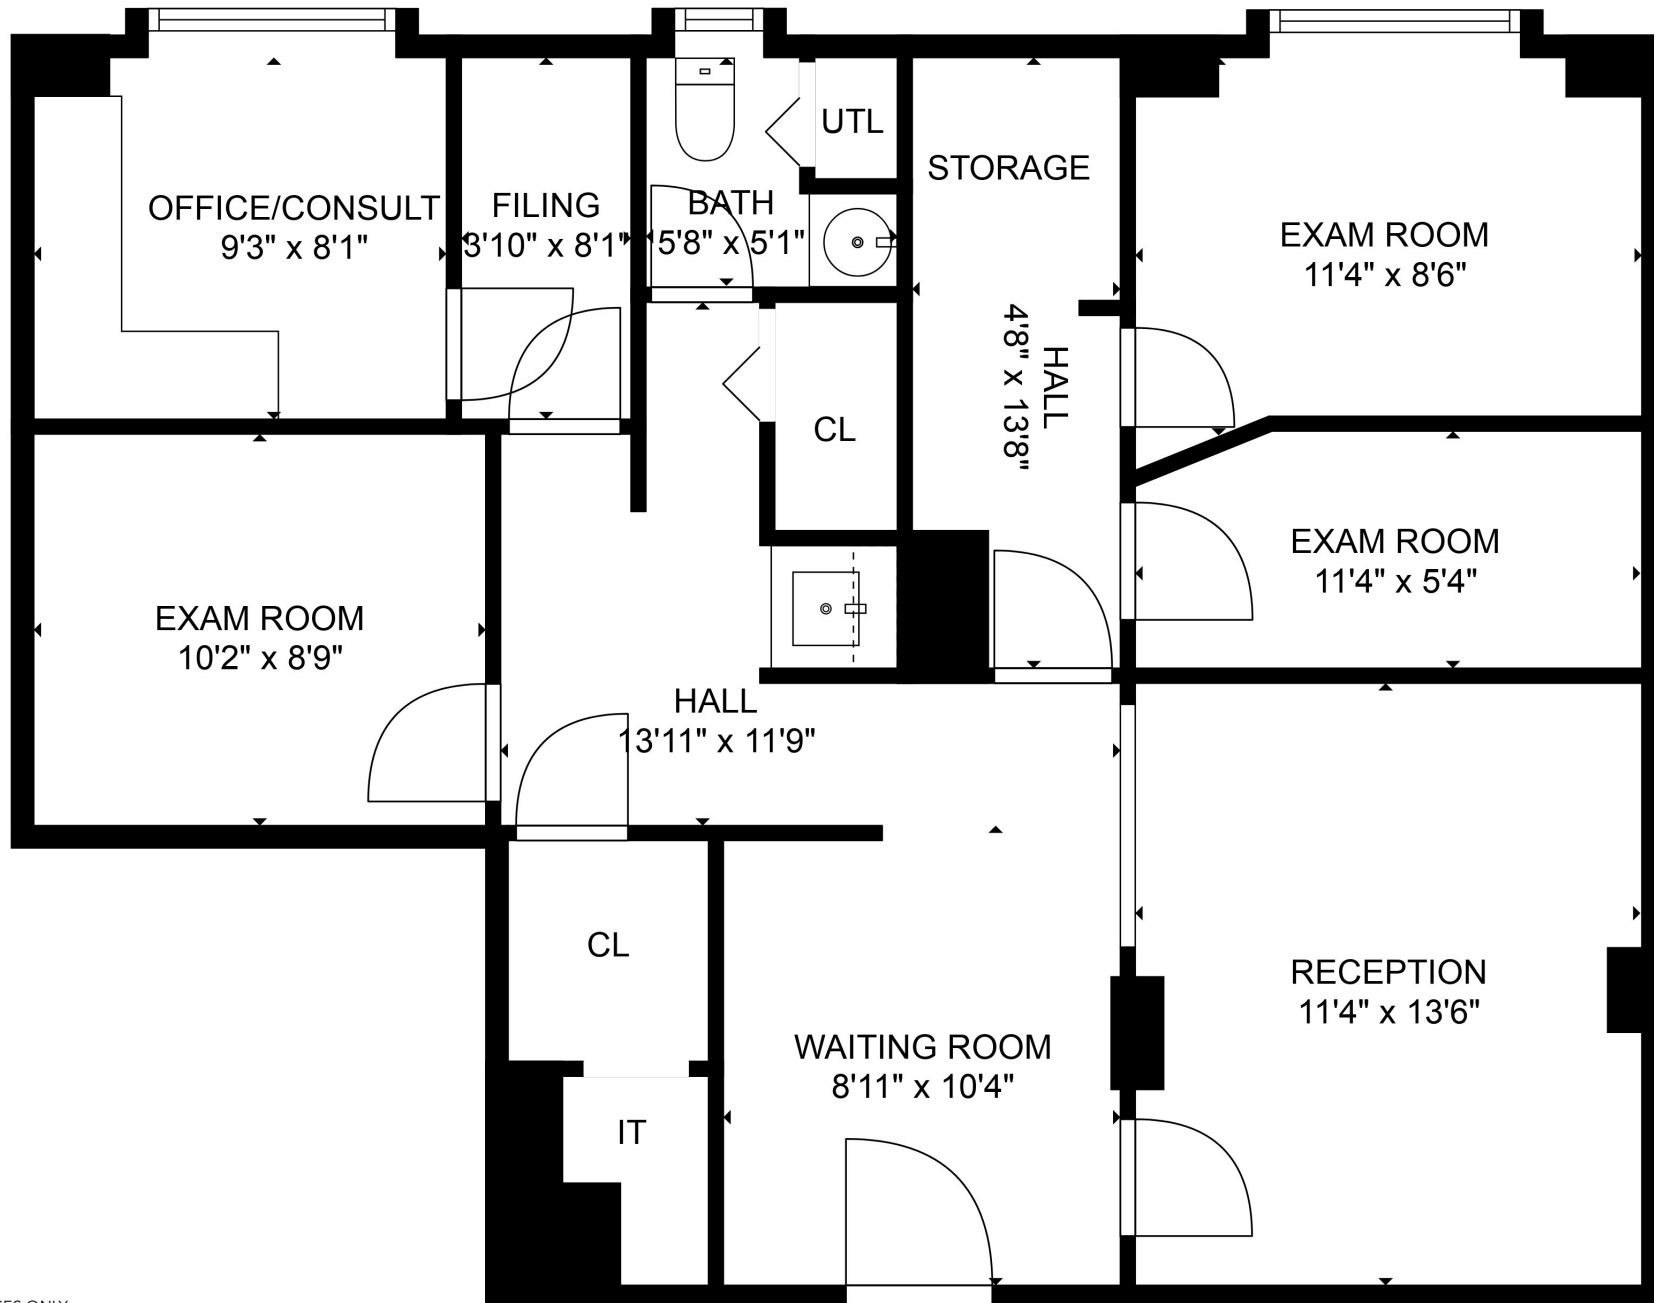 OFFICE/CONSULT
9'3" x 8'1"
FILING
3'10" x 8'1"
BATH
5'8" x 5'1"
UTL
STORAGE
HALL
4'8" x 13'8"
EXAM ROOM
11'4" x 8'6"
CL
EXAM ROOM
11'4" x 5'4"
EXAM ROOM
10'2" x 8'9"
HALL
13'11" x 11'9"
CL
RECEPTION
11'4" x 13'6"
WAITING ROOM
8'11" x 10'4"
IT